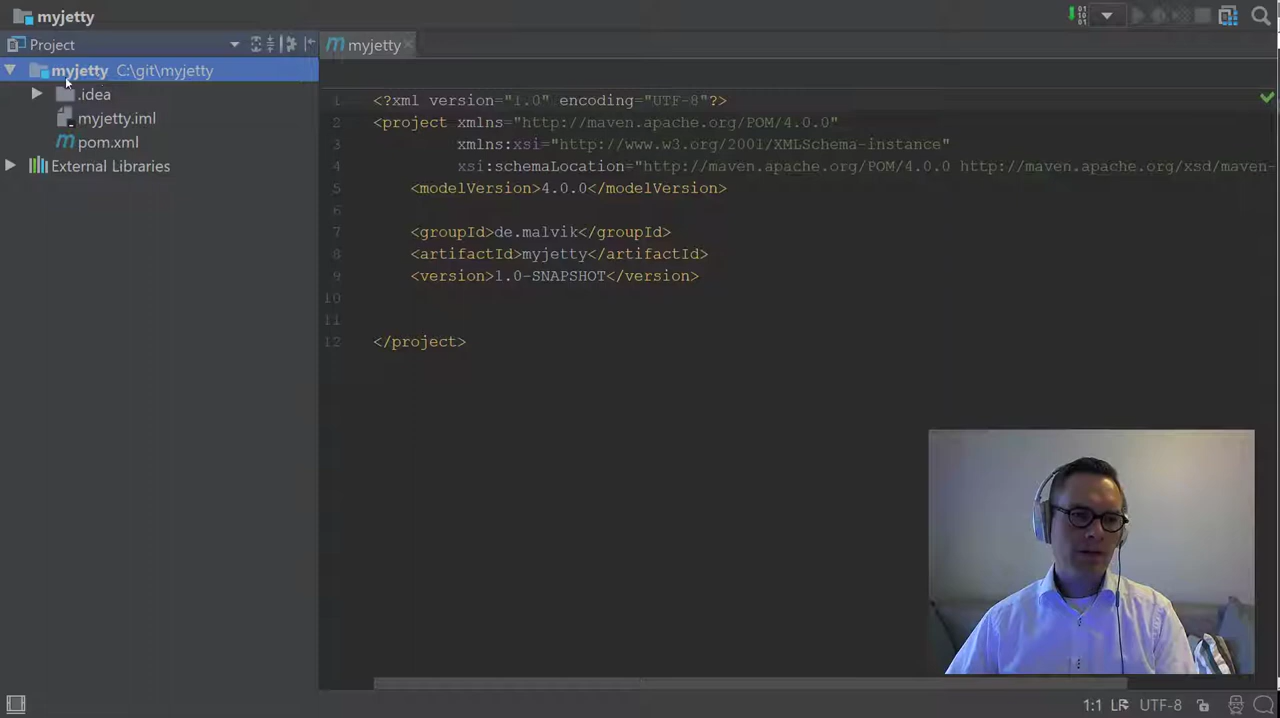 myjetty
Project
myjetty C:\git\myjetty
.idea
myjetty.iml
pom.xml
External Libraries
myjetty
1 <?xml version="1.0" encoding="UTF-8"?>
2 <project xmlns="http://maven.apache.org/POM/4.0.0"
3 xmlns:xsi="http://www.w3.org/2001/XMLSchema-instance"
4 xsi:schemaLocation="http://maven.apache.org/POM/4.0.0 http://maven.apache.org/xsd/maven-
5 <modelVersion>4.0.0</modelVersion>
6
7 <groupId>de.malvik</groupId>
8 <artifactId>myjetty</artifactId>
9 <version>1.0-SNAPSHOT</version>
10
11
12 </project>
1:1 LF UTF-8